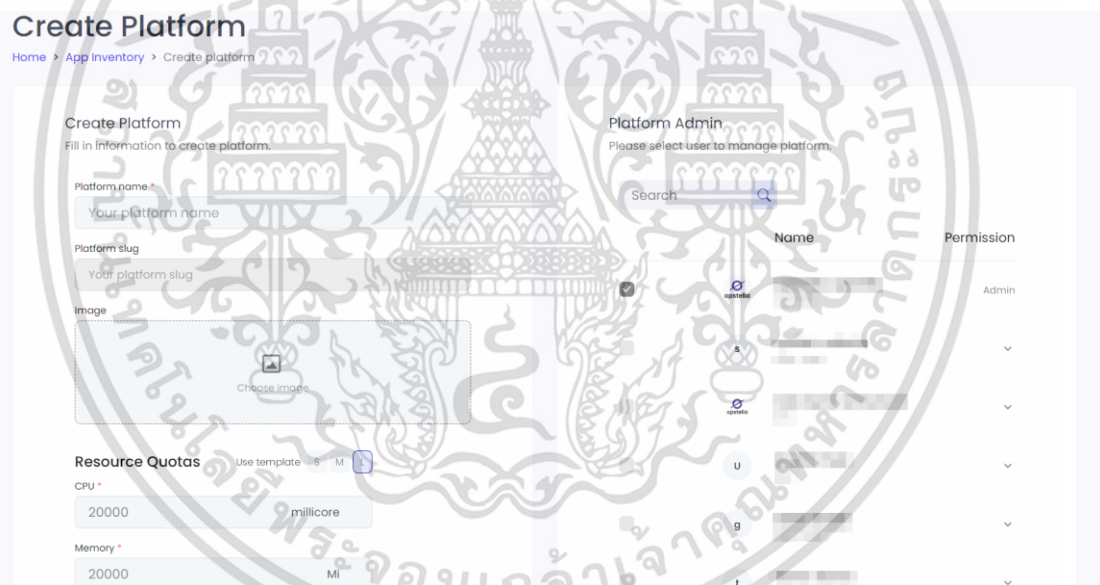 Create Platform
Home > App Inventory > Create platform
Create Platform
Fill in information to create platform.
Platform name *
Your platform name
Platform slug
Your platform slug
Image
Choose image
Resource Quotas
Use template S M L
CPU *
20000 millicore
Memory *
20000 Mi
Platform Admin
Please select user to manage platform.
Search
Name Permission
opstella
Admin
s
opstella
U
g
t